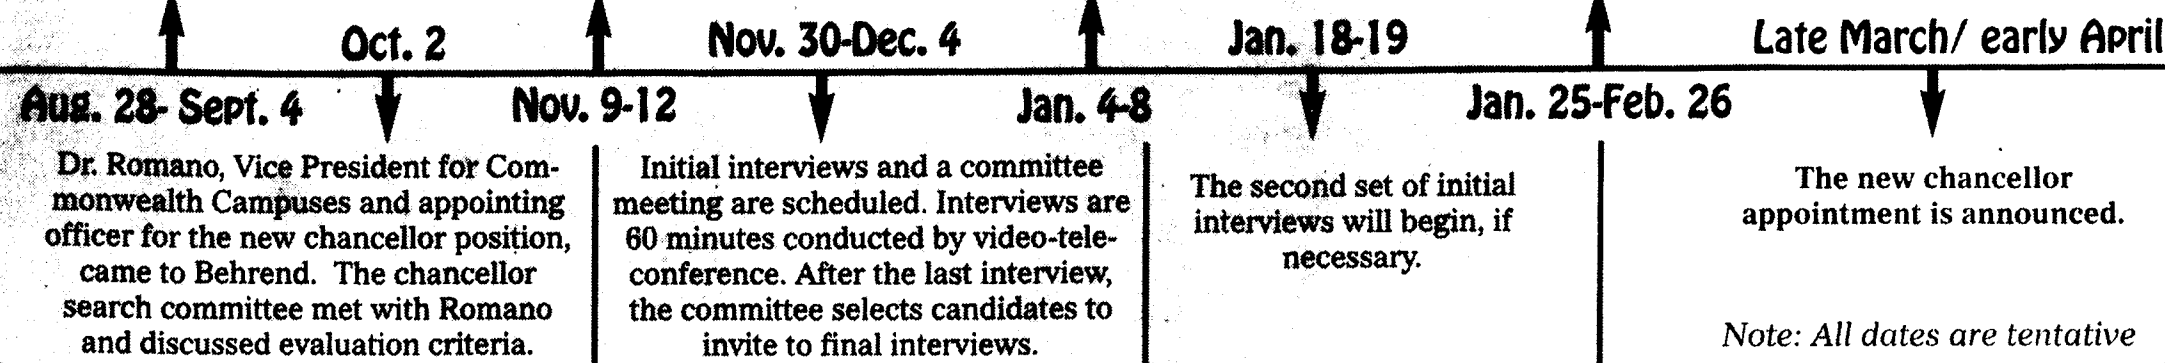 Oct. 2
Nov. 30-Dec. 4
Jan. 18-19
Late March/ early April
Aug. 28- Sept. 4
Nov. 9-12
Jan. 4-8
Jan. 25-Feb. 26
Dr. Romano, Vice President for Com-
monwealth Campuses and appointing
officer for the new chancellor position,
came to Behrend. The chancellor
search committee met with Romano
and discussed evaluation criteria.
Initial interviews and a committee
meeting are scheduled. Interviews are
60 minutes conducted by video-tele-
conference. After the last interview,
the committee selects candidates to
invite to final interviews.
The second set of initial
interviews will begin, if
necessary.
The new chancellor
appointment is announced.
Note: All dates are tentative